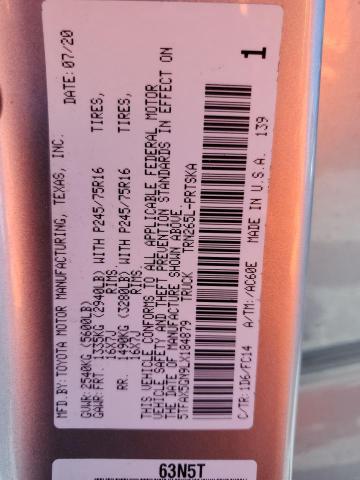 MFD.BY:TOYOTA MOTOR MANUFACTURING, TEXAS, INC. DATE: 07/20
GVWR:2540KG (5600LB)
GAWR:FRT. 1335KG (2940LB) WITH P245/75R16 TIRES,
16X7J RIMS.
RR. 1490KG (3280LB) WITH P245/75R16 TIRES,
16X7J RIMS.
THIS VEHICLE CONFORMS TO ALL APPLICABLE FEDERAL MOTOR
VEHICLE SAFETY AND THEFT PREVENTION STANDARDS IN EFFECT ON
THE DATE OF MANUFACTURE SHOWN ABOVE.
5TFAX5GN9LX184879 TRUCK TRN265L-PRTSKA 1
C/TR:1D6/FC14 A/TM:/AC60E MADE IN U.S.A. 139
63N5T